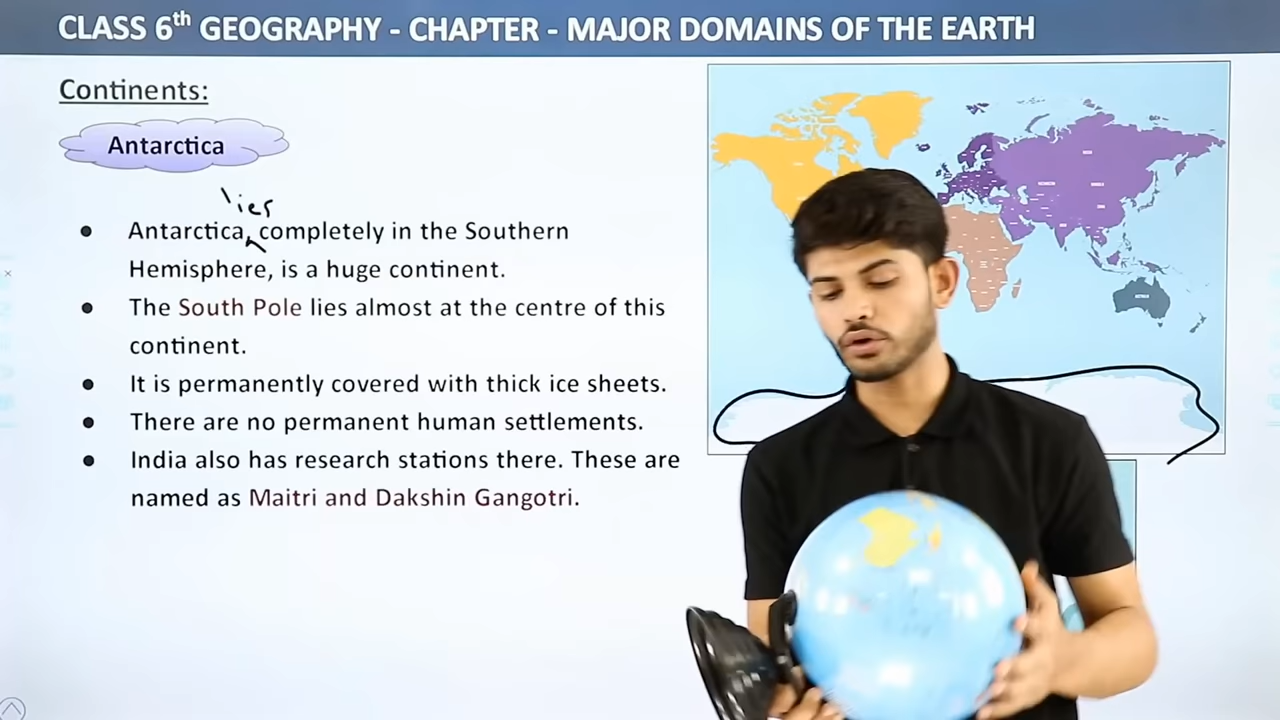 CLASS 6th GEOGRAPHY - CHAPTER - MAJOR DOMAINS OF THE EARTH
Continents:
Antarctica
lies
● Antarctica, completely in the Southern
Hemisphere, is a huge continent.
● The South Pole lies almost at the centre of this
continent.
● It is permanently covered with thick ice sheets.
● There are no permanent human settlements.
● India also has research stations there. These are
named as Maitri and Dakshin Gangotri.